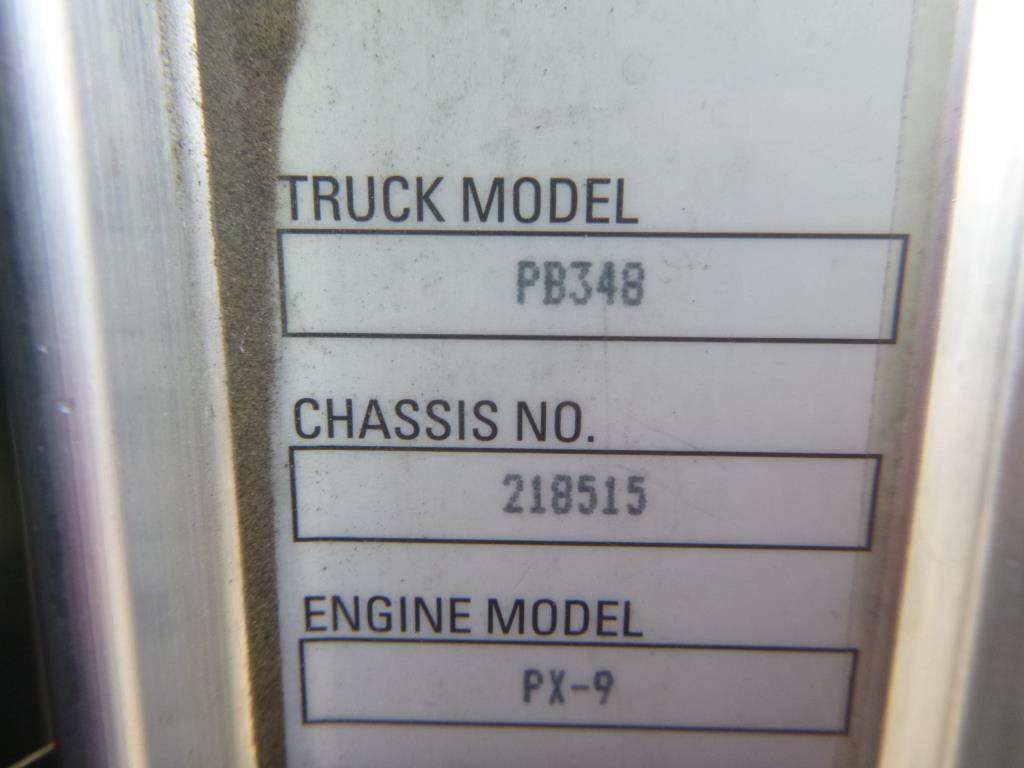 TRUCK MODEL
PB348
CHASSIS NO.
218515
ENGINE MODEL
PX-9